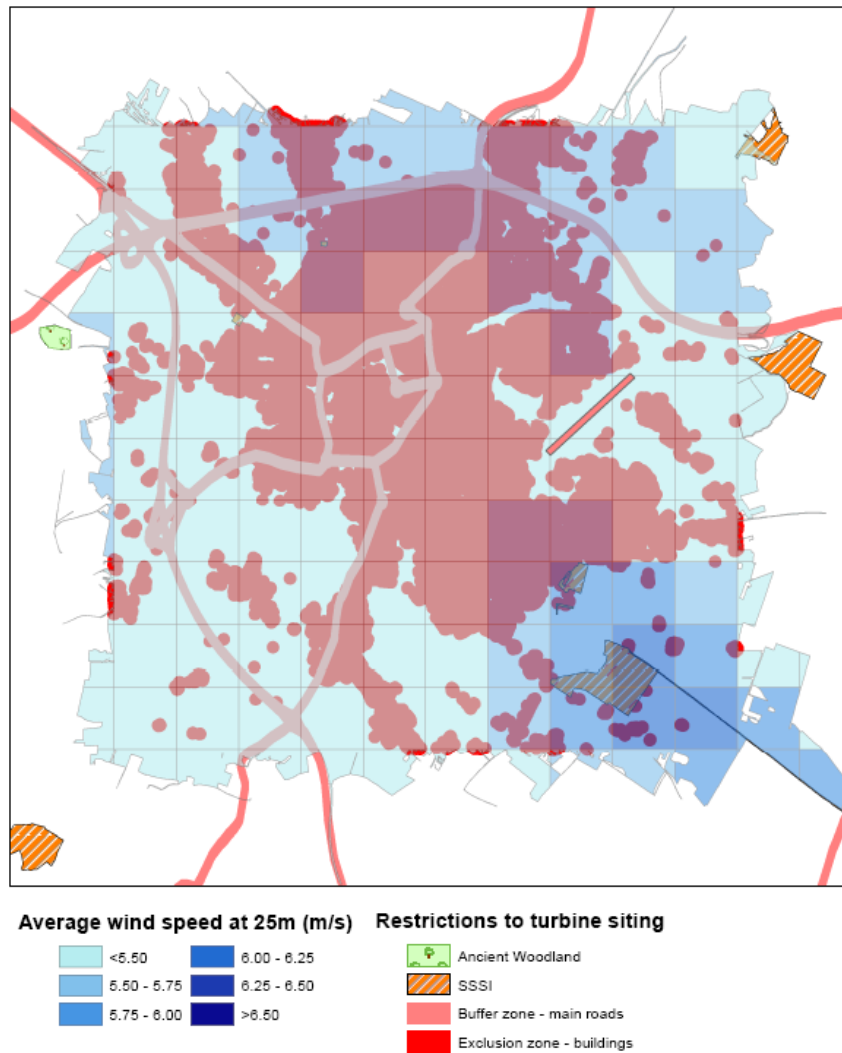 Average wind speed at 25m (m/s)
<5.50
5.50 - 5.75
5.75 - 6.00
6.00 - 6.25
6.25 - 6.50
>6.50
Restrictions to turbine siting
Ancient Woodland
SSSI
Buffer zone - main roads
Exclusion zone - buildings